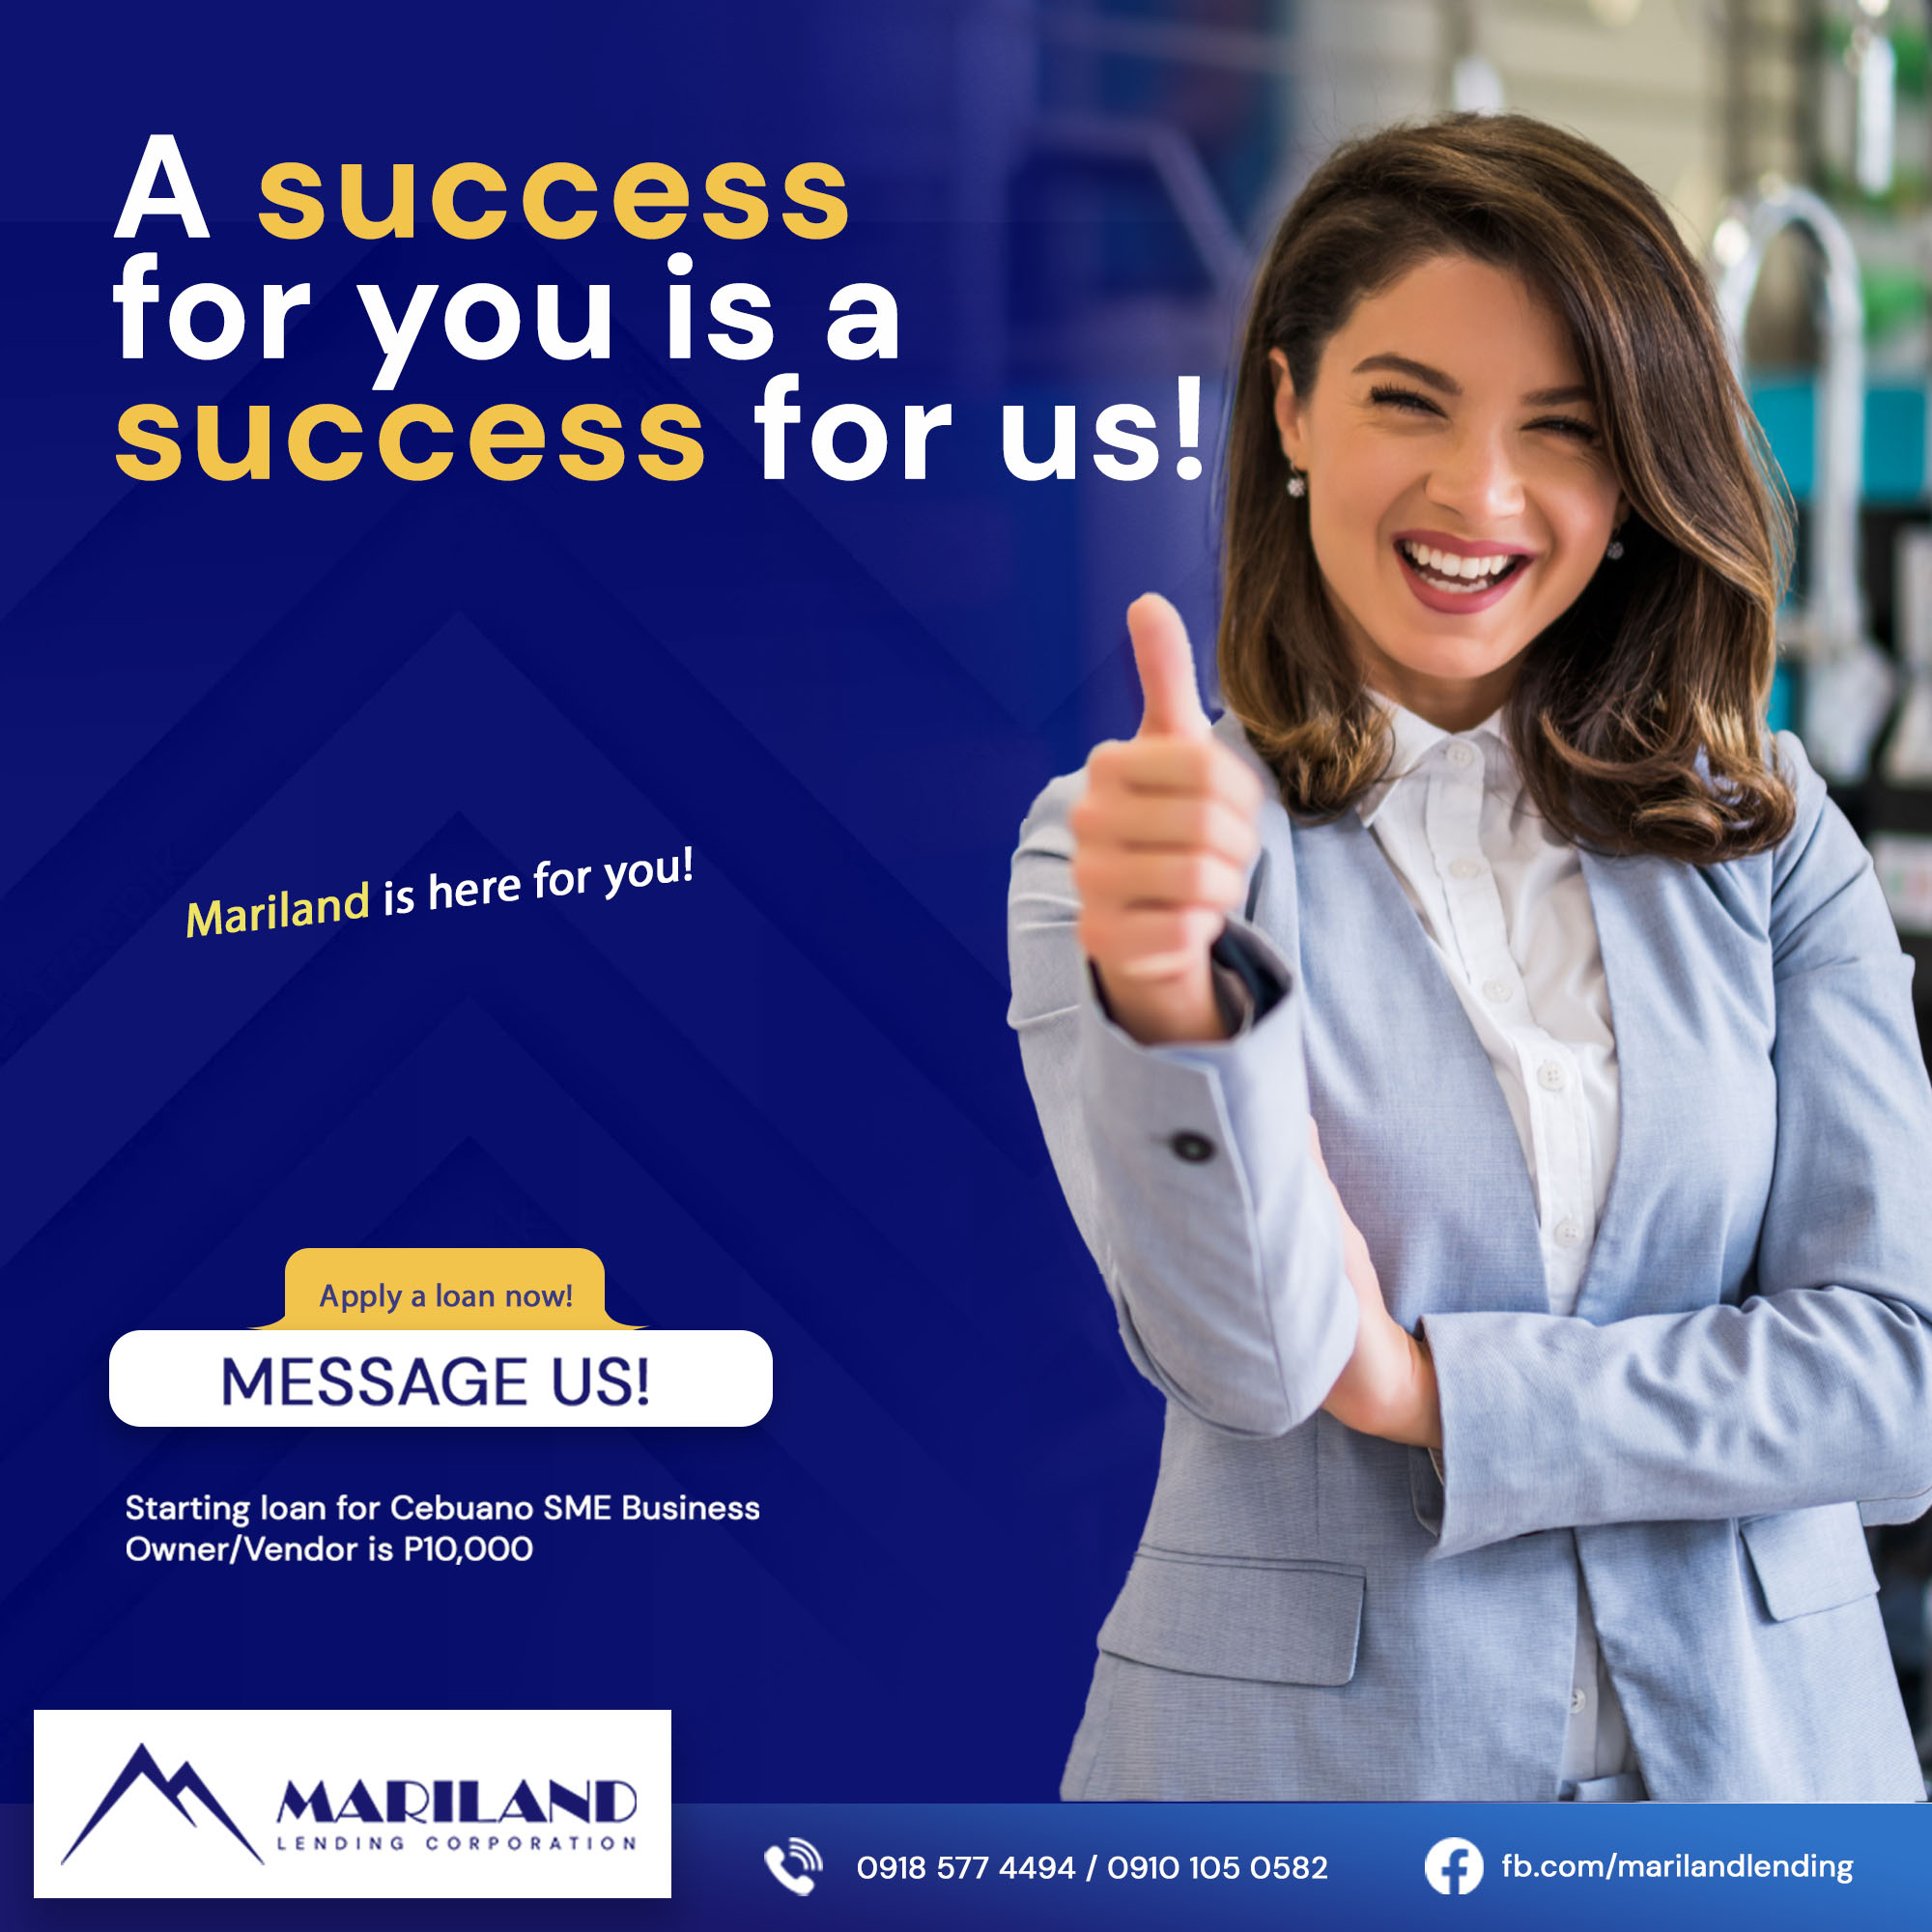 A success
for you is a
success for us!
Mariland is here for you!
Apply a loan now!
MESSAGE US!
Starting loan for Cebuano SME Business
Owner/Vendor is P10,000
MARILAND
LENDING CORPORATION
0918 577 4494 / 0910 105 0582
fb.com/marilandlending